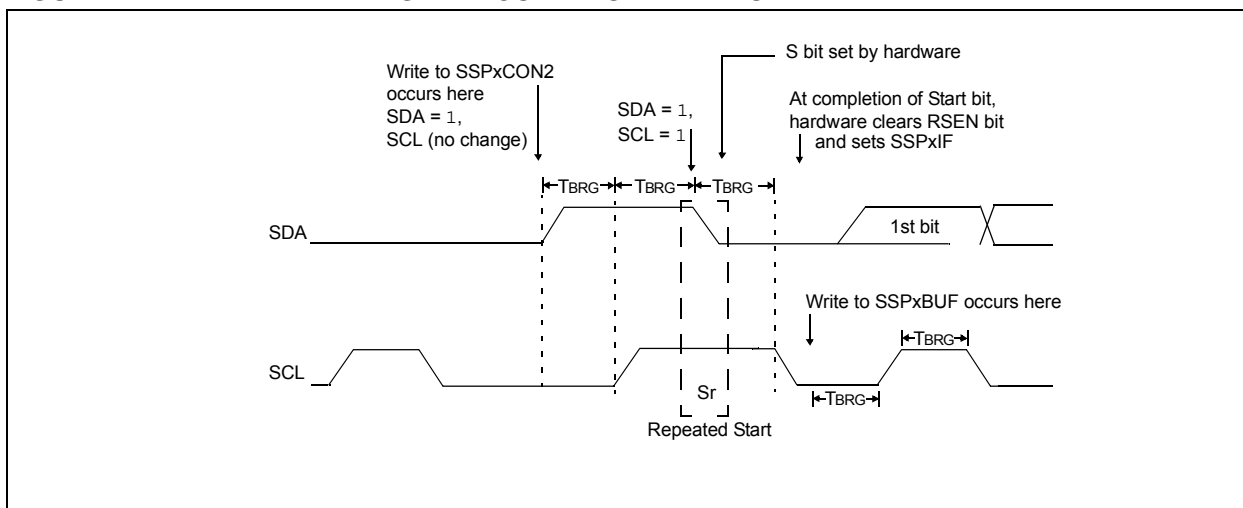 S bit set by hardware
Write to SSPxCON2
occurs here
SDA = 1,
SCL (no change)
SDA = 1,
SCL = 1
At completion of Start bit,
hardware clears RSEN bit
and sets SSPxIF
TBRG TBRG TBRG
SDA
1st bit
Write to SSPxBUF occurs here
TBRG
SCL
Sr
TBRG
Repeated Start